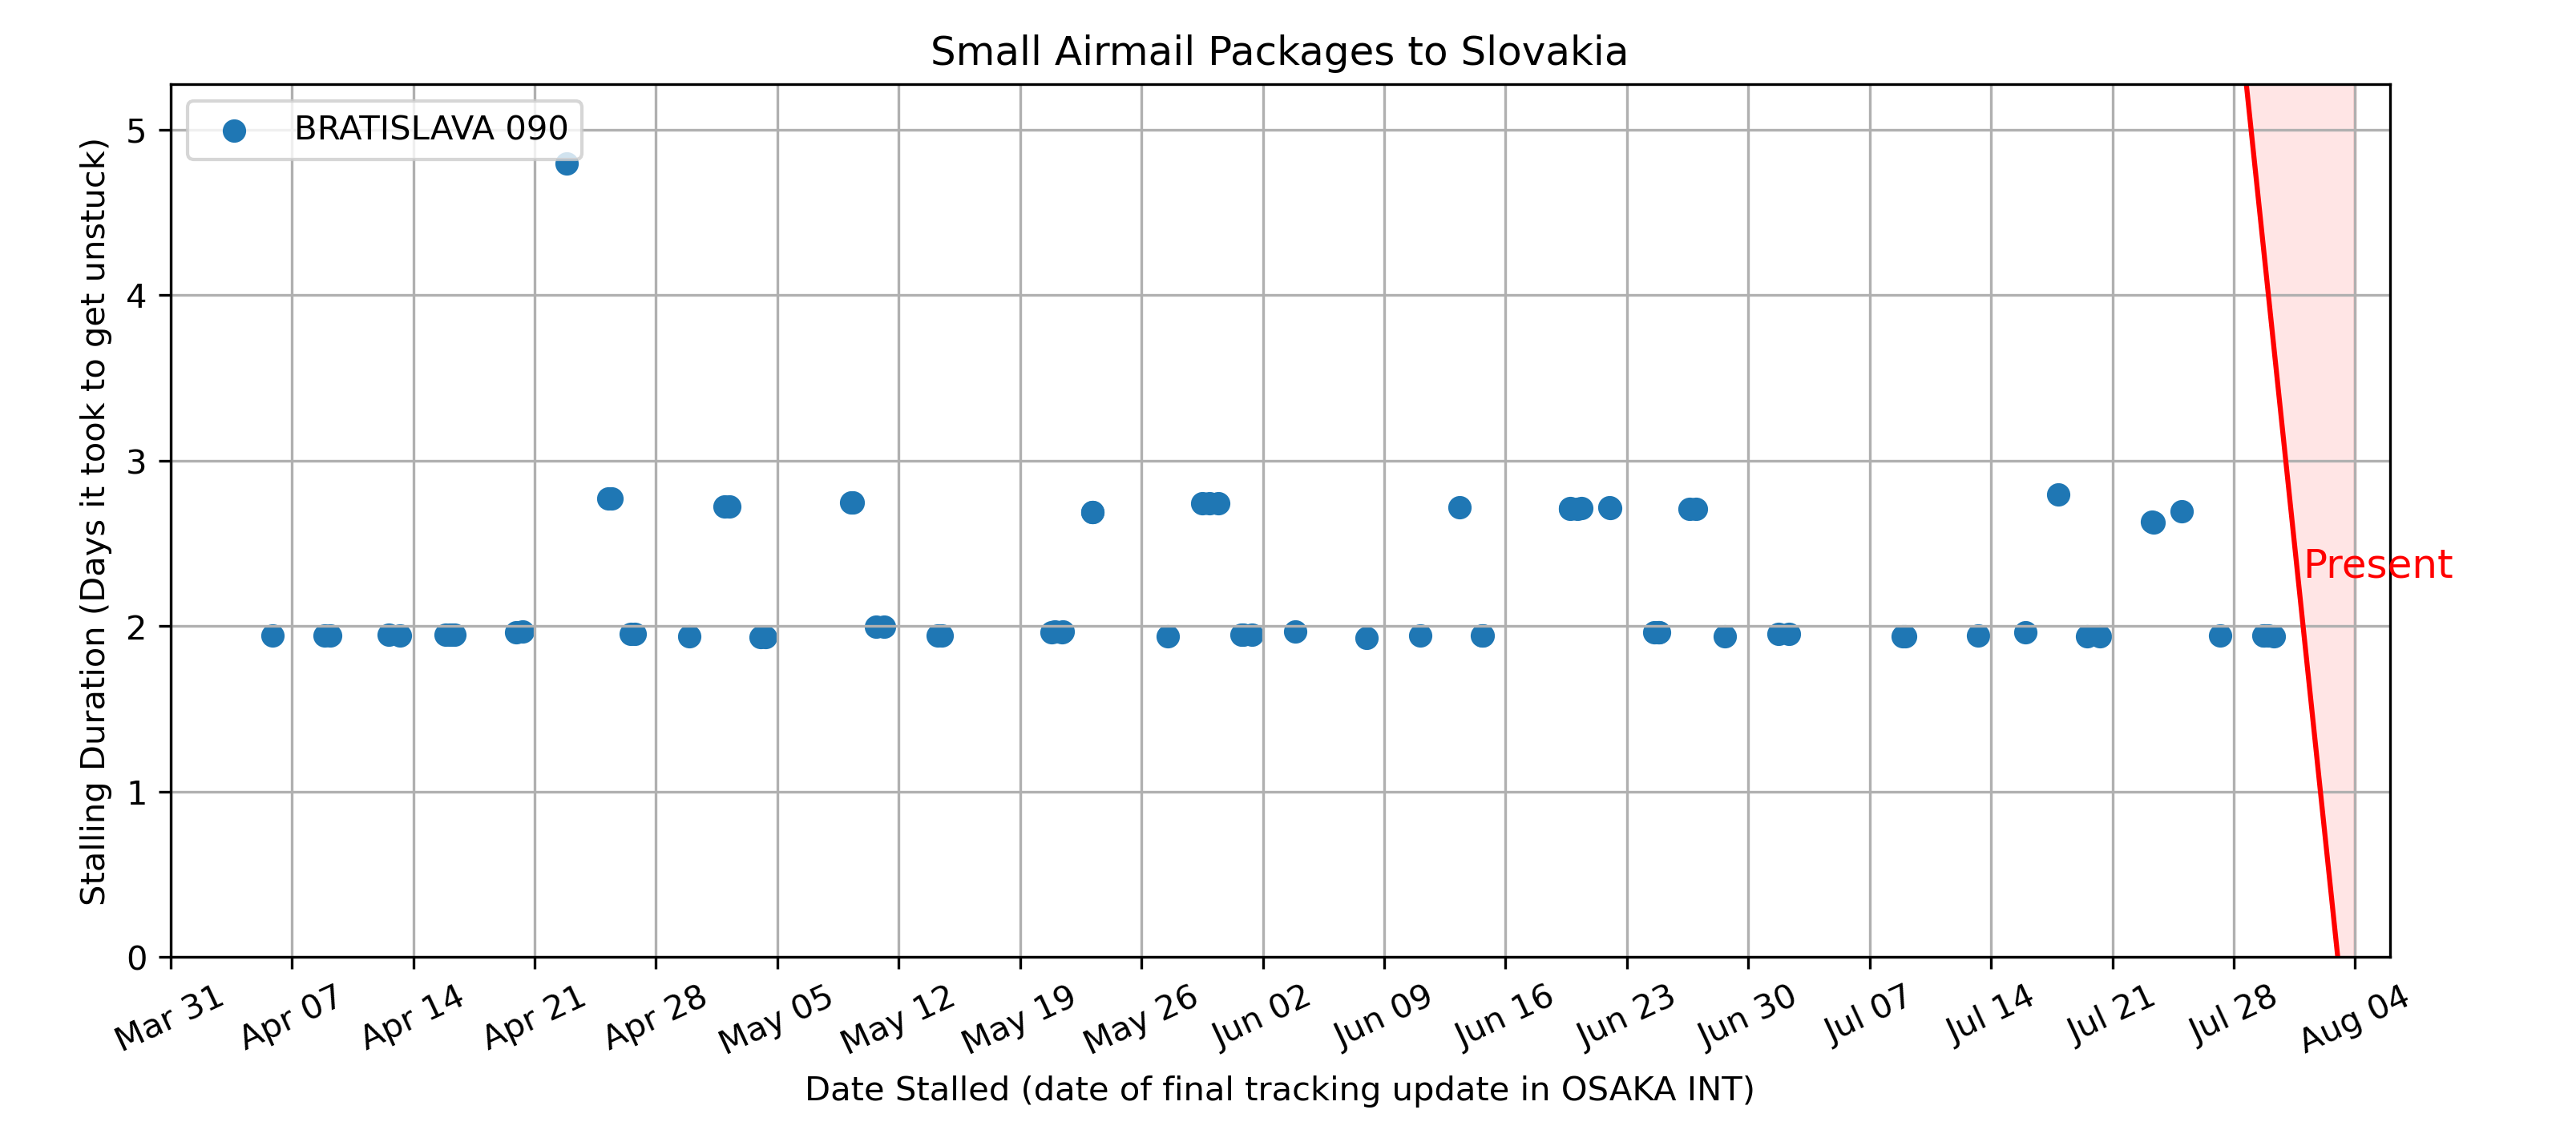 Small Airmail Packages to Slovakia
BRATISLAVA 090
Stalling Duration (Days it took to get unstuck)
5
4
3
2
1
0
Present
Mar 31
Apr 07
Apr 14
Apr 21
Apr 28
May 05
May 12
May 19
May 26
Jun 02
Jun 09
Jun 16
Jun 23
Jun 30
Jul 07
Jul 14
Jul 21
Jul 28
Aug 04
Date Stalled (date of final tracking update in OSAKA INT)